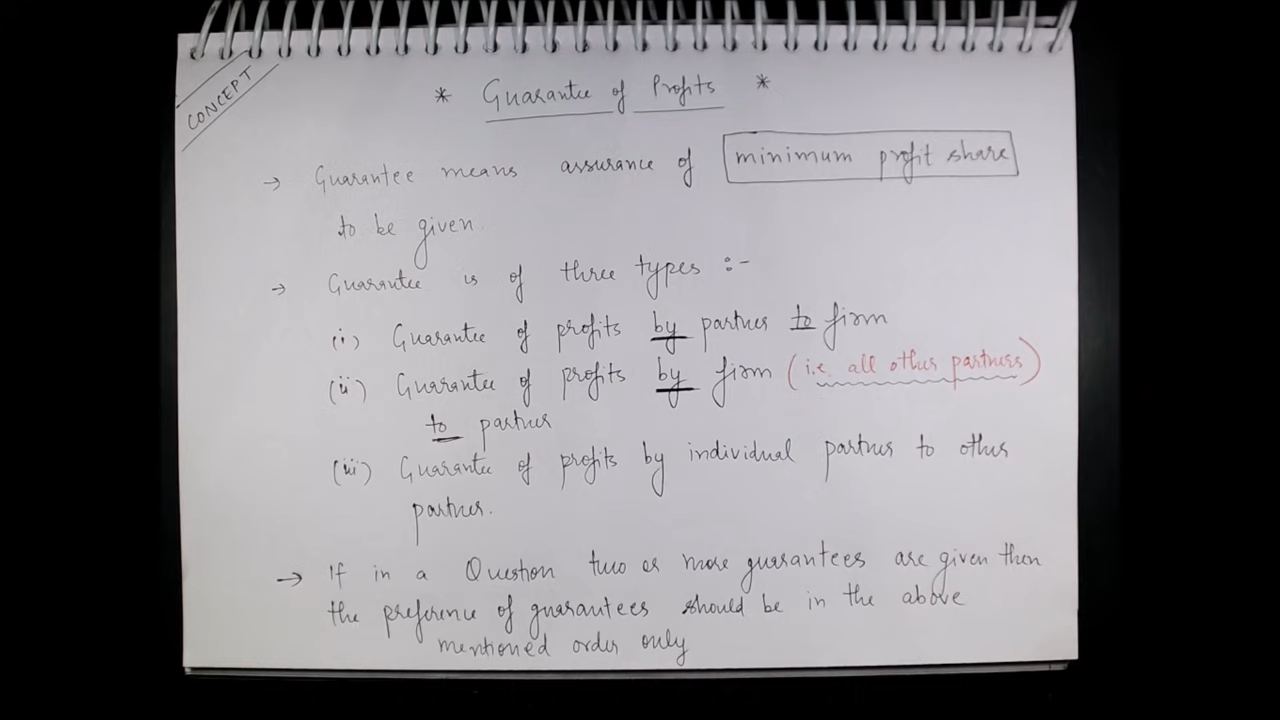 CONCEPT
* Guarantee of Profits *
→ Guarantee means assurance of minimum profit share
to be given.
→ Guarantee is of three types :-
(i) Guarantee of profits by partner to firm
(ii) Guarantee of profits by firm (i.e. all other partners)
to partner
(iii) Guarantee of profits by individual partner to other
partner.
→ If in a Question two or more guarantees are given then
the preference of guarantees should be in the above
mentioned order only